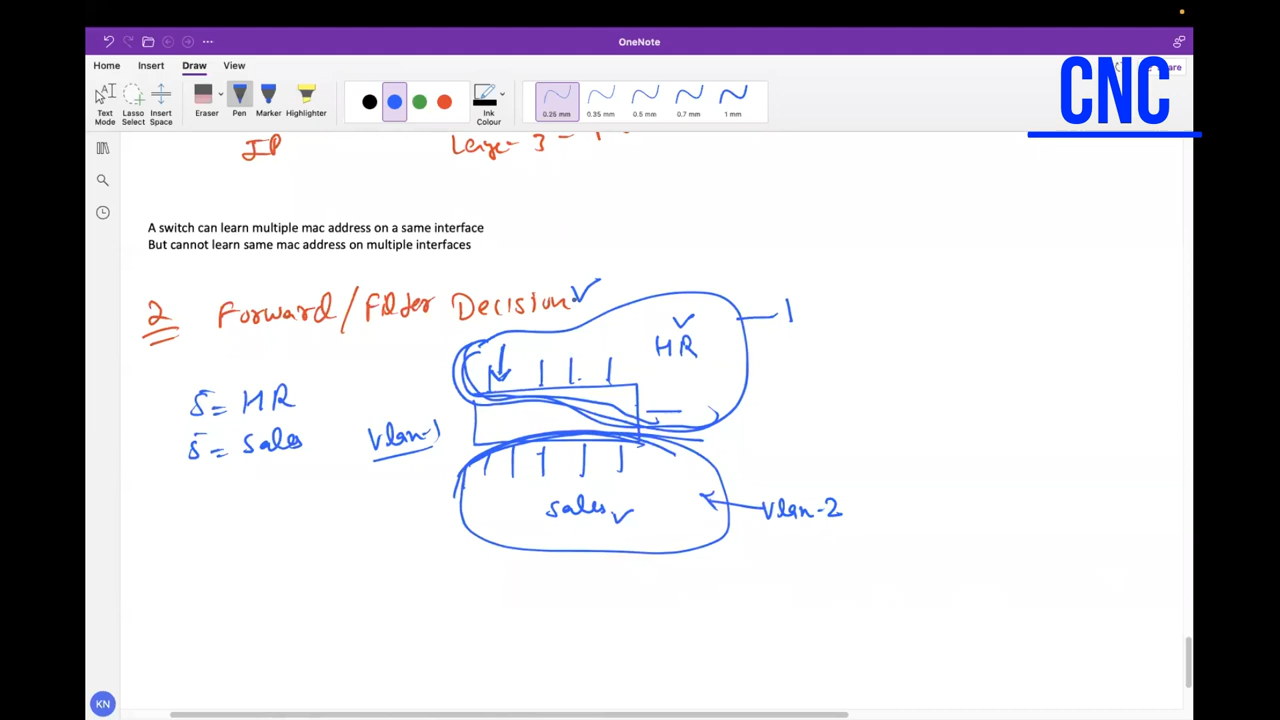 OneNote
Home Insert Draw View
CNC
Text Mode
Lasso Select
Insert Space
Eraser
Pen
Marker
Highlighter
Ink Colour
0.25 mm
0.35 mm
0.5 mm
0.7 mm
1 mm
IP
Layer - 3 -
A switch can learn multiple mac address on a same interface
But cannot learn same mac address on multiple interfaces
2 Forward/Filter Decision
1
HR
5 = HR
5 = Sales
Vlan-1
Sales
Vlan-2
KN